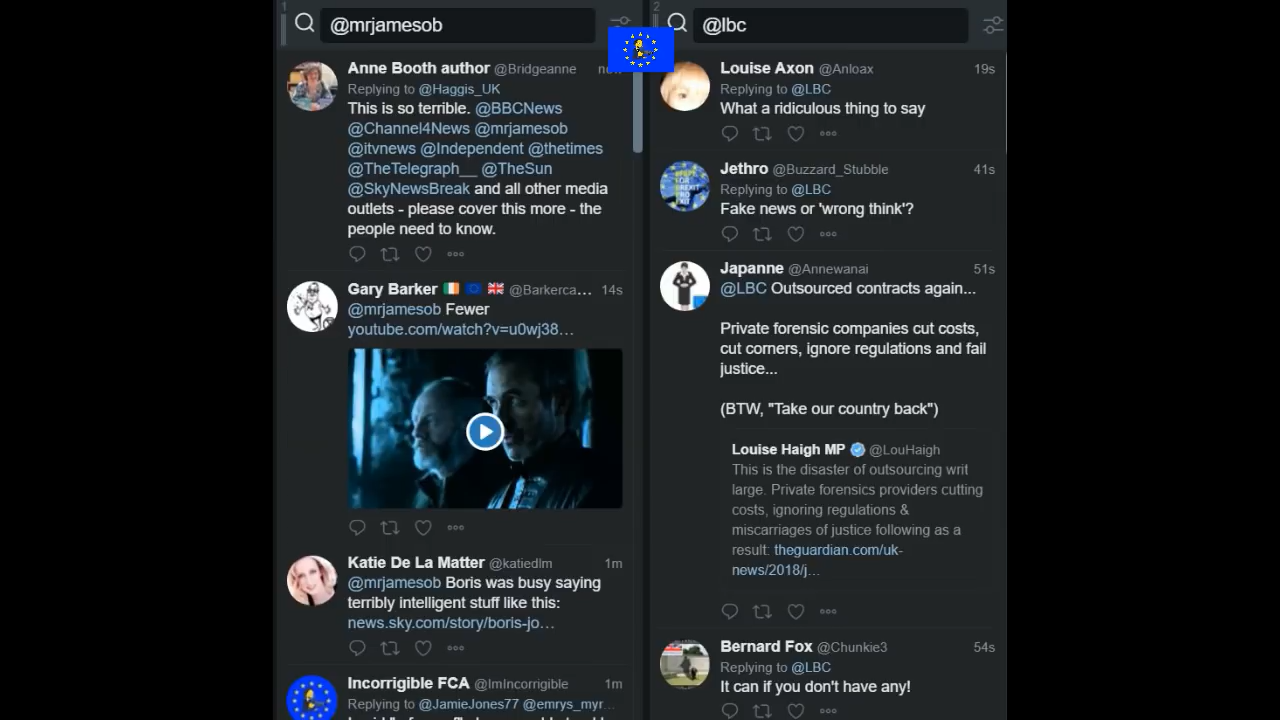 1
@mrjamesob
Anne Booth author @Bridgeanne
Replying to @Haggis_UK
This is so terrible. @BBCNews
@Channel4News @mrjamesob
@itvnews @Independent @thetimes
@TheTelegraph__ @TheSun
@SkyNewsBreak and all other media
outlets - please cover this more - the
people need to know.
Gary Barker @Barkerca... 14s
@mrjamesob Fewer
youtube.com/watch?v=u0wj38...
Katie De La Matter @katiedlm 1m
@mrjamesob Boris was busy saying
terribly intelligent stuff like this:
news.sky.com/story/boris-jo...
Incorrigible FCA @ImIncorrigible 1m
Replying to @JamieJones77 @emrys_myr...
2
@lbc
Louise Axon @Anloax 19s
Replying to @LBC
What a ridiculous thing to say
Jethro @Buzzard_Stubble 41s
Replying to @LBC
Fake news or 'wrong think'?
Japanne @Annewanai 51s
@LBC Outsourced contracts again...
Private forensic companies cut costs,
cut corners, ignore regulations and fail
justice...
(BTW, "Take our country back")
Louise Haigh MP @LouHaigh
This is the disaster of outsourcing writ
large. Private forensics providers cutting
costs, ignoring regulations &
miscarriages of justice following as a
result: theguardian.com/uk-
news/2018/j...
Bernard Fox @Chunkie3 54s
Replying to @LBC
It can if you don't have any!